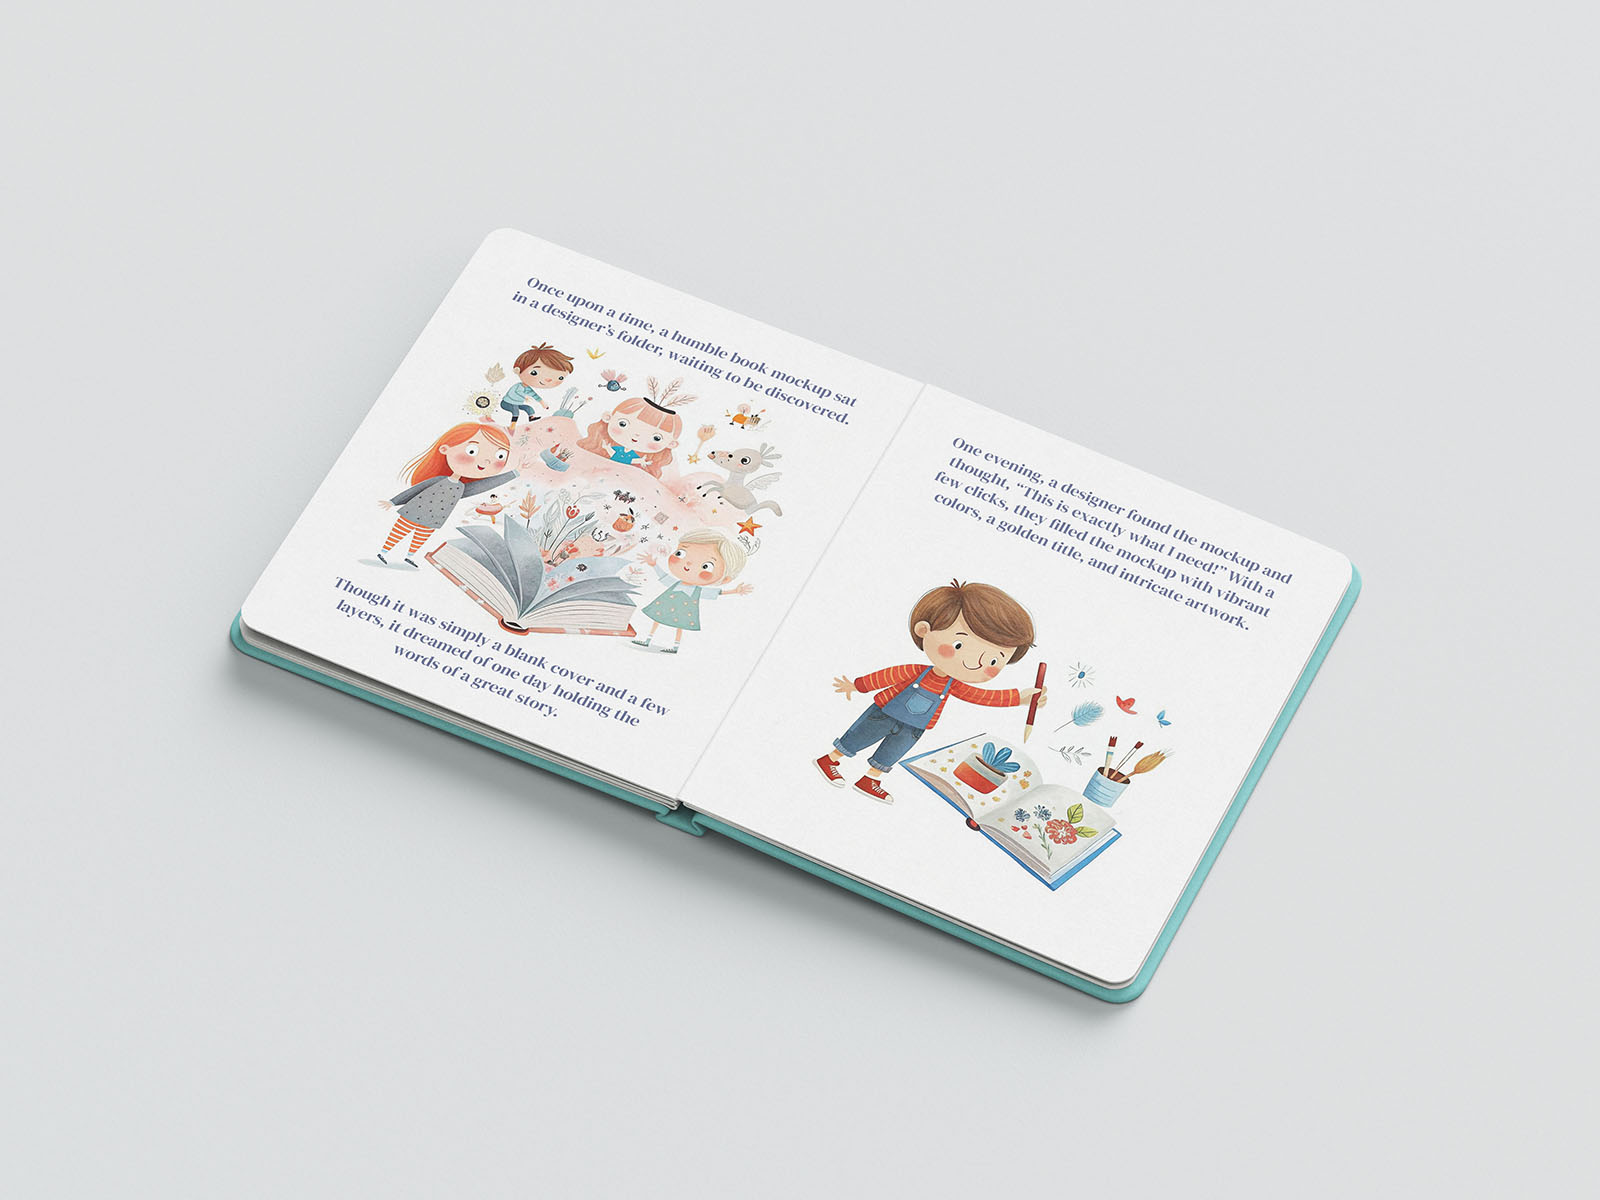 Once upon a time, a humble book mockup sat
in a designer's folder, waiting to be discovered.
Though it was simply a blank cover and a few
layers, it dreamed of one day holding the
words of a great story.
One evening, a designer found the mockup and
thought, “This is exactly what I need!” With a
few clicks, they filled the mockup with vibrant
colors, a golden title, and intricate artwork.